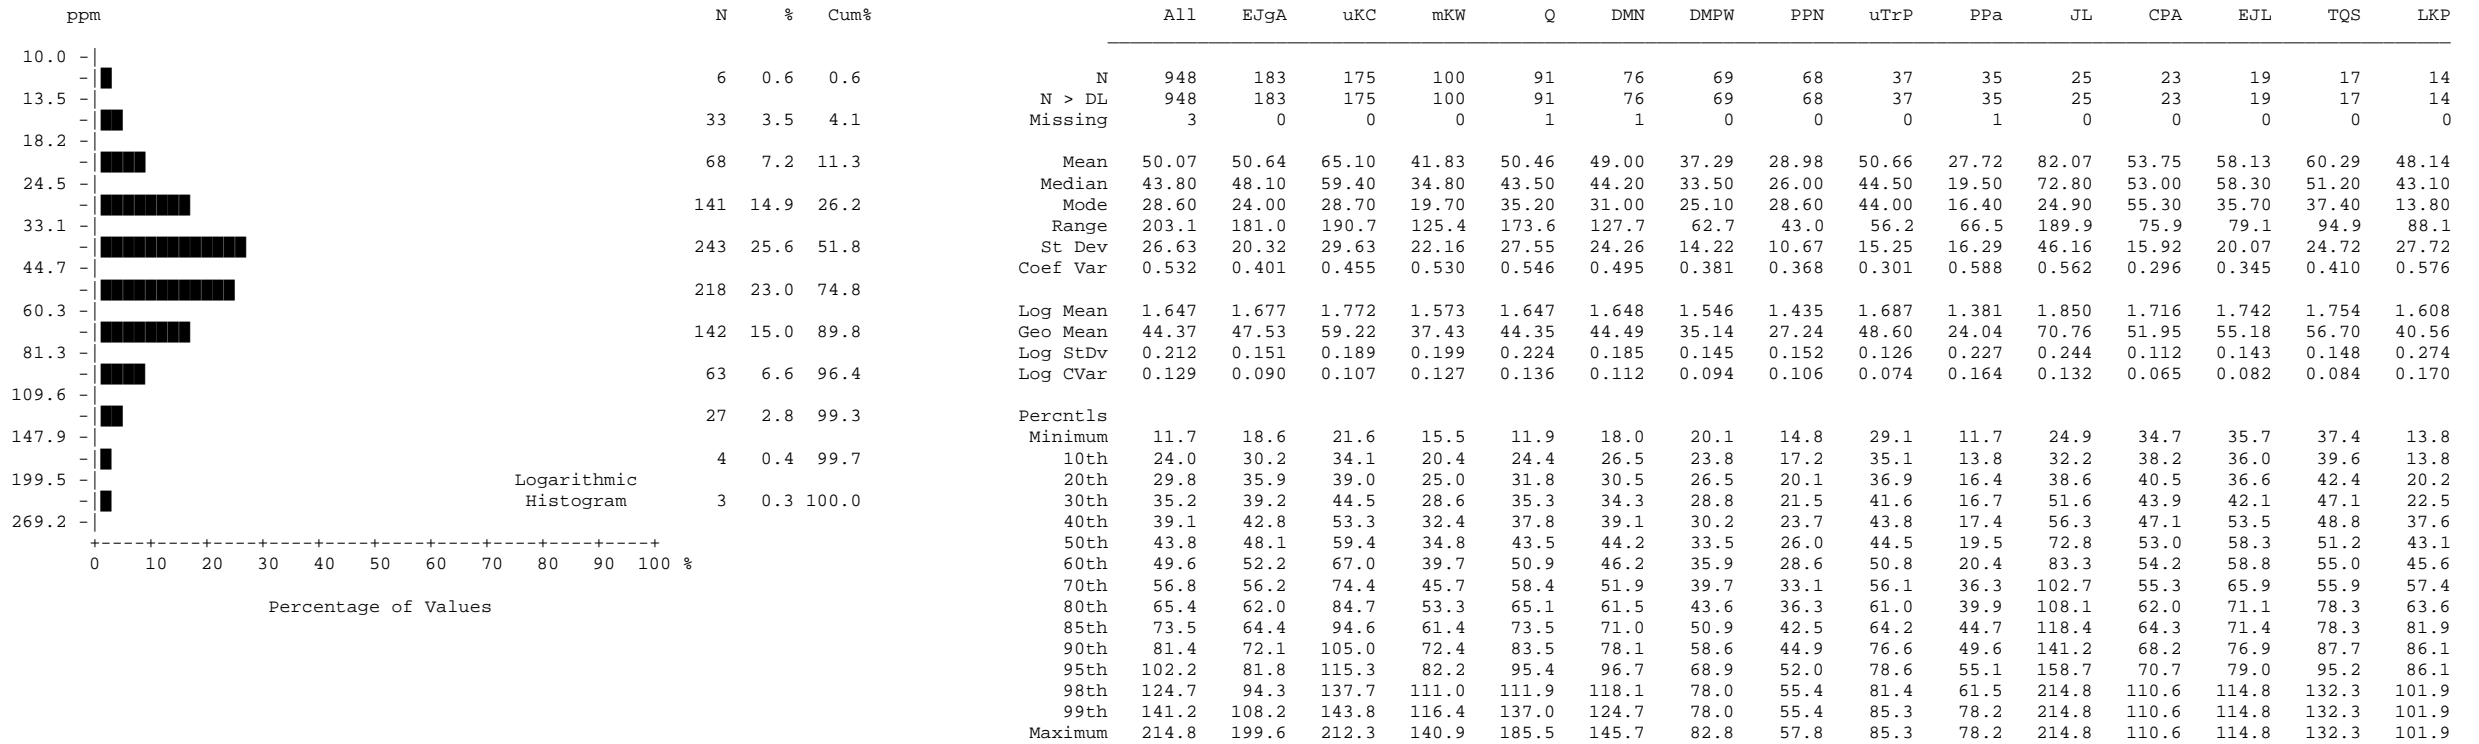 ppm N % Cum% All EJgA uKC mKW Q DMN DMPW PPN uTrP PPa JL CPA EJL TQS LKP
10.0
6 0.6 0.6 N 948 183 175 100 91 76 69 68 37 35 25 23 19 17 14
13.5 N > DL 948 183 175 100 91 76 69 68 37 35 25 23 19 17 14
33 3.5 4.1 Missing 3 0 0 0 1 1 0 0 0 1 0 0 0 0 0
18.2
68 7.2 11.3 Mean 50.07 50.64 65.10 41.83 50.46 49.00 37.29 28.98 50.66 27.72 82.07 53.75 58.13 60.29 48.14
24.5 Median 43.80 48.10 59.40 34.80 43.50 44.20 33.50 26.00 44.50 19.50 72.80 53.00 58.30 51.20 43.10
141 14.9 26.2 Mode 28.60 24.00 28.70 19.70 35.20 31.00 25.10 28.60 44.00 16.40 24.90 55.30 35.70 37.40 13.80
33.1 Range 203.1 181.0 190.7 125.4 173.6 127.7 62.7 43.0 56.2 66.5 189.9 75.9 79.1 94.9 88.1
243 25.6 51.8 St Dev 26.63 20.32 29.63 22.16 27.55 24.26 14.22 10.67 15.25 16.29 46.16 15.92 20.07 24.72 27.72
44.7 Coef Var 0.532 0.401 0.455 0.530 0.546 0.495 0.381 0.368 0.301 0.588 0.562 0.296 0.345 0.410 0.576
218 23.0 74.8
60.3 Log Mean 1.647 1.677 1.772 1.573 1.647 1.648 1.546 1.435 1.687 1.381 1.850 1.716 1.742 1.754 1.608
142 15.0 89.8 Geo Mean 44.37 47.53 59.22 37.43 44.35 44.49 35.14 27.24 48.60 24.04 70.76 51.95 55.18 56.70 40.56
81.3 Log StDv 0.212 0.151 0.189 0.199 0.224 0.185 0.145 0.152 0.126 0.227 0.244 0.112 0.143 0.148 0.274
63 6.6 96.4 Log CVar 0.129 0.090 0.107 0.127 0.136 0.112 0.094 0.106 0.074 0.164 0.132 0.065 0.082 0.084 0.170
109.6
27 2.8 99.3 Percntls
147.9 Minimum 11.7 18.6 21.6 15.5 11.9 18.0 20.1 14.8 29.1 11.7 24.9 34.7 35.7 37.4 13.8
4 0.4 99.7 10th 24.0 30.2 34.1 20.4 24.4 26.5 23.8 17.2 35.1 13.8 32.2 38.2 36.0 39.6 13.8
199.5 Logarithmic 20th 29.8 35.9 39.0 25.0 31.8 30.5 26.5 20.1 36.9 16.4 38.6 40.5 36.6 42.4 20.2
Histogram 3 0.3 100.0 30th 35.2 39.2 44.5 28.6 35.3 34.3 28.8 21.5 41.6 16.7 51.6 43.9 42.1 47.1 22.5
269.2 40th 39.1 42.8 53.3 32.4 37.8 39.1 30.2 23.7 43.8 17.4 56.3 47.1 53.5 48.8 37.6
50th 43.8 48.1 59.4 34.8 43.5 44.2 33.5 26.0 44.5 19.5 72.8 53.0 58.3 51.2 43.1
0 10 20 30 40 50 60 70 80 90 100 % 60th 49.6 52.2 67.0 39.7 50.9 46.2 35.9 28.6 50.8 20.4 83.3 54.2 58.8 55.0 45.6
70th 56.8 56.2 74.4 45.7 58.4 51.9 39.7 33.1 56.1 36.3 102.7 55.3 65.9 55.9 57.4
Percentage of Values 80th 65.4 62.0 84.7 53.3 65.1 61.5 43.6 36.3 61.0 39.9 108.1 62.0 71.1 78.3 63.6
85th 73.5 64.4 94.6 61.4 73.5 71.0 50.9 42.5 64.2 44.7 118.4 64.3 71.4 78.3 81.9
90th 81.4 72.1 105.0 72.4 83.5 78.1 58.6 44.9 76.6 49.6 141.2 68.2 76.9 87.7 86.1
95th 102.2 81.8 115.3 82.2 95.4 96.7 68.9 52.0 78.6 55.1 158.7 70.7 79.0 95.2 86.1
98th 124.7 94.3 137.7 111.0 111.9 118.1 78.0 55.4 81.4 61.5 214.8 110.6 114.8 132.3 101.9
99th 141.2 108.2 143.8 116.4 137.0 124.7 78.0 55.4 85.3 78.2 214.8 110.6 114.8 132.3 101.9
Maximum 214.8 199.6 212.3 140.9 185.5 145.7 82.8 57.8 85.3 78.2 214.8 110.6 114.8 132.3 101.9